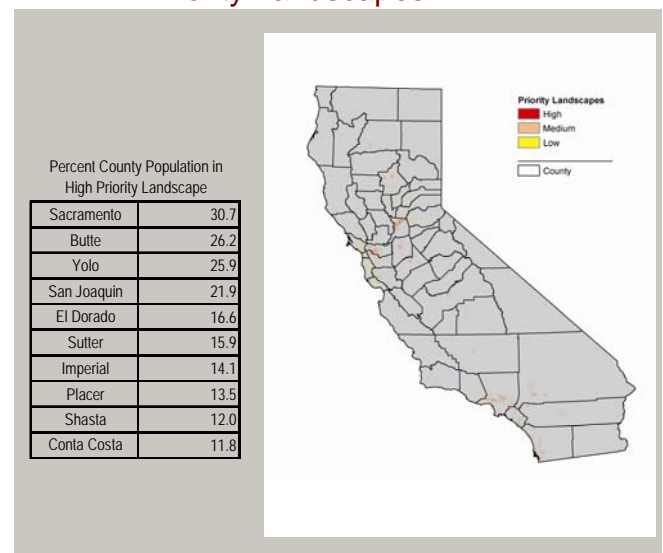 Percent County Population in
High Priority Landscape
Sacramento 30.7
Butte 26.2
Yolo 25.9
San Joaquin 21.9
El Dorado 16.6
Sutter 15.9
Imperial 14.1
Placer 13.5
Shasta 12.0
Conta Costa 11.8
Priority Landscapes
High
Medium
Low
County